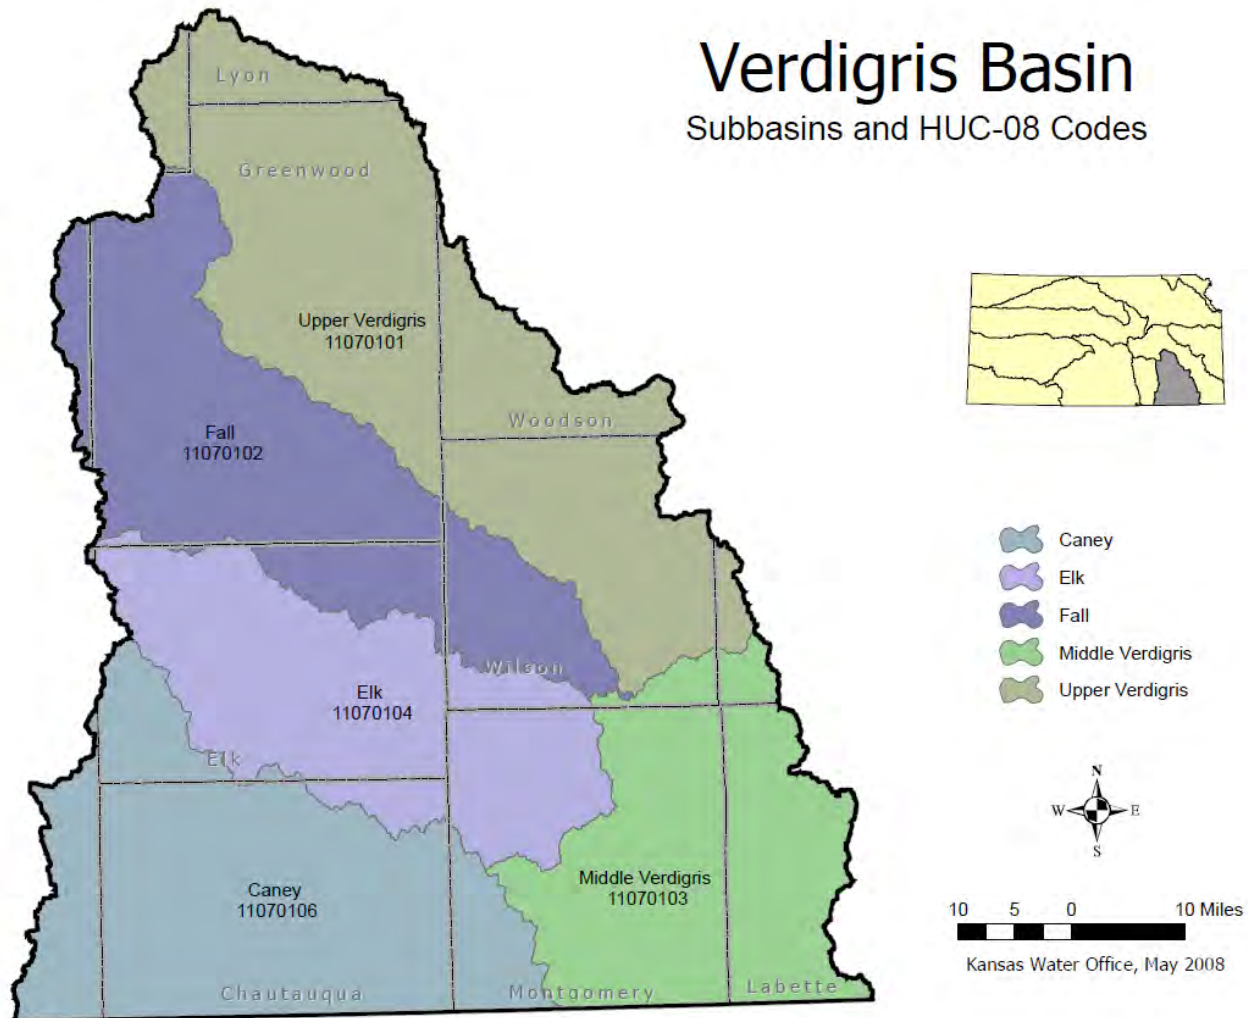 Verdigris Basin
Subbasins and HUC-08 Codes
Lyon
Greenwood
Upper Verdigris
11070101
Woodson
Fall
11070102
Wilson
Elk
11070104
Elk
Caney
11070106
Middle Verdigris
11070103
Chautauqua
Montgomery
Labette
Caney
Elk
Fall
Middle Verdigris
Upper Verdigris
N
W E
S
10 5 0 10 Miles
Kansas Water Office, May 2008